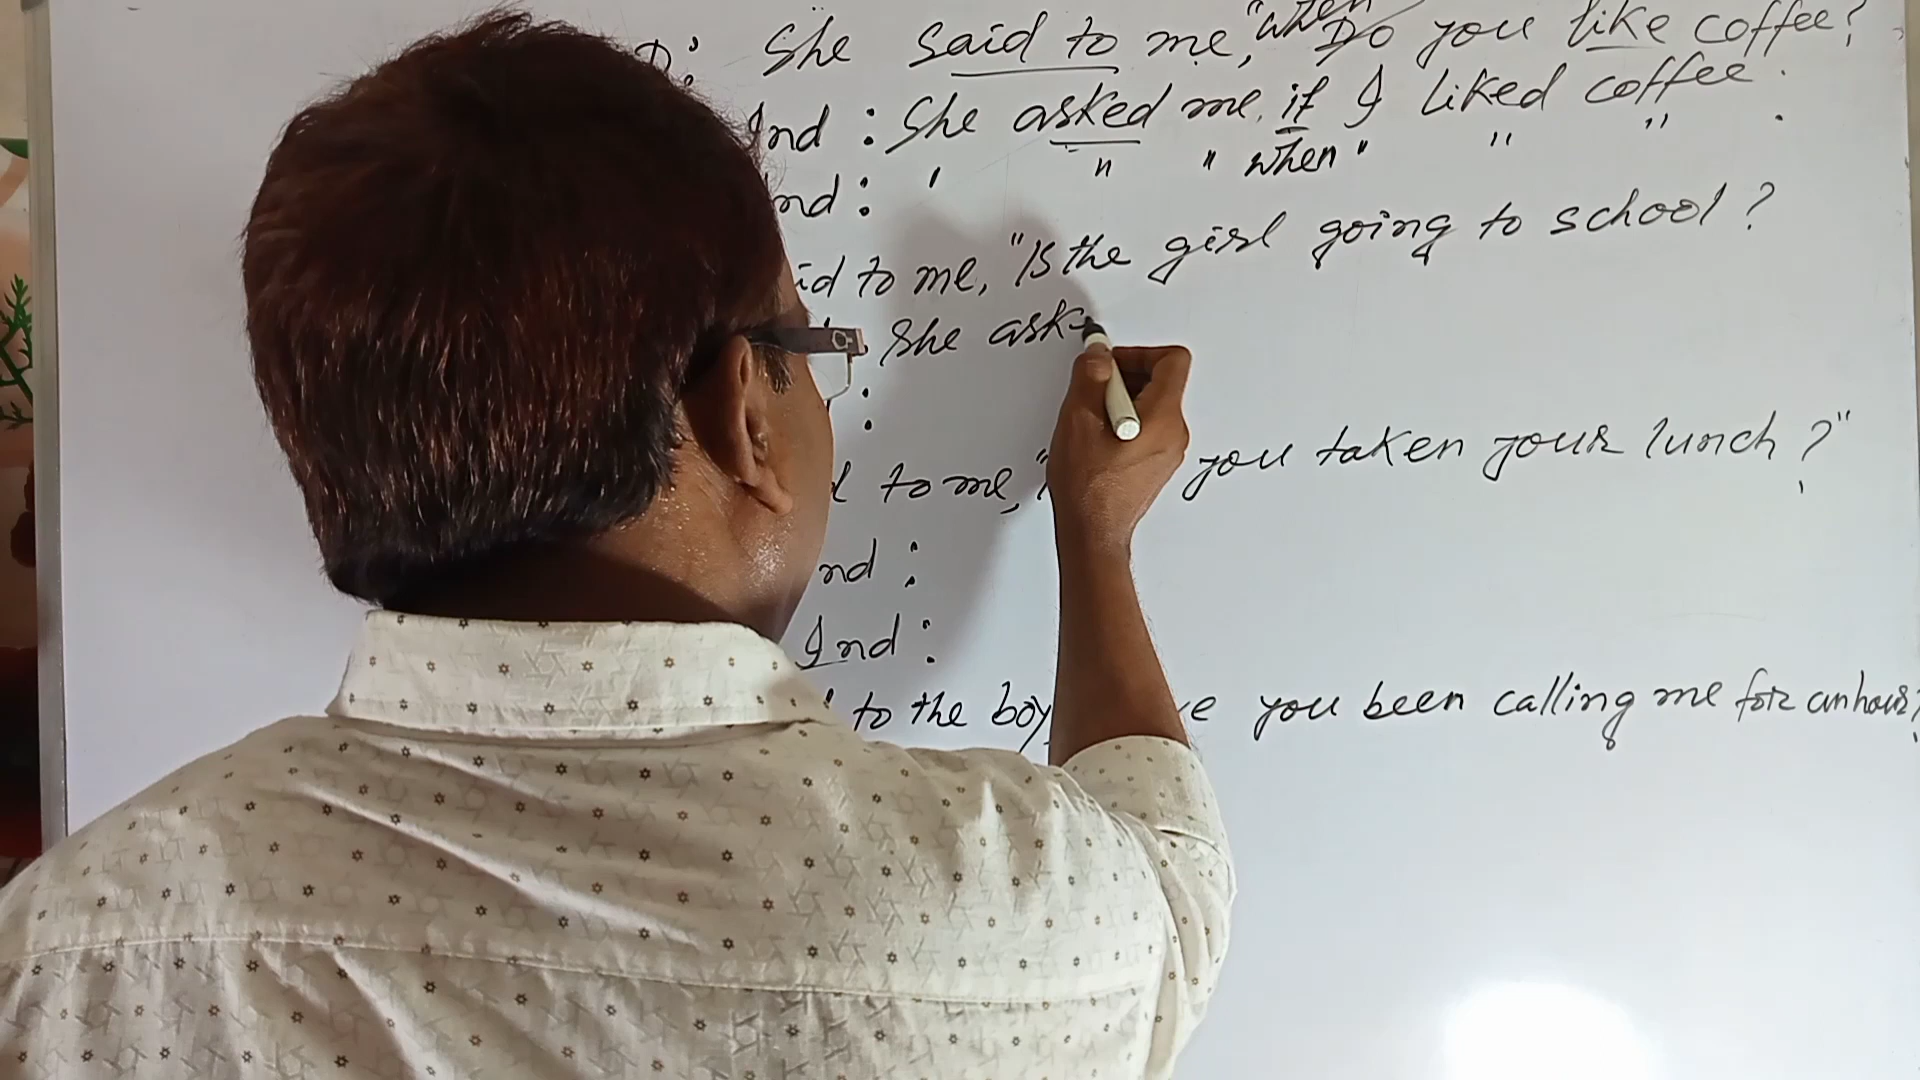 D: She said to me, "when Do you like coffee?
Ind : She asked me if I liked coffee.
nd : ' " " when " " " .
id to me, "Is the girl going to school ?
She aske
:
to me, " you taken your lunch ?"
nd :
Ind :
to the boy, e you been calling me for an hour?